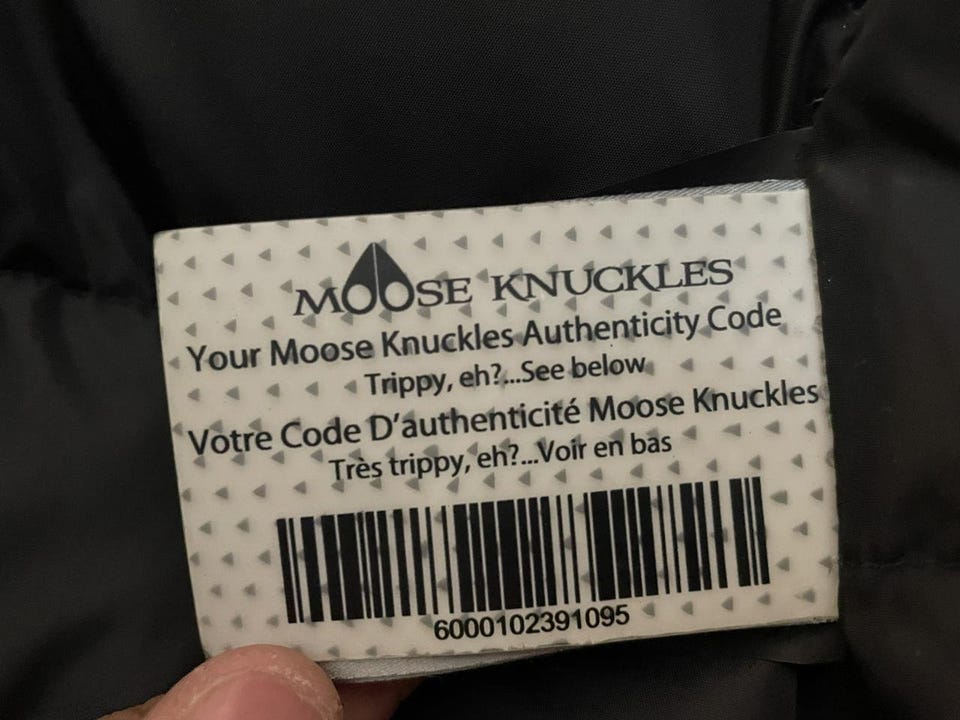 MOOSE KNUCKLES
Your Moose Knuckles Authenticity Code
Trippy, eh?...See below
Votre Code D'authenticité Moose Knuckles
Très trippy, eh?...Voir en bas
6000102391095